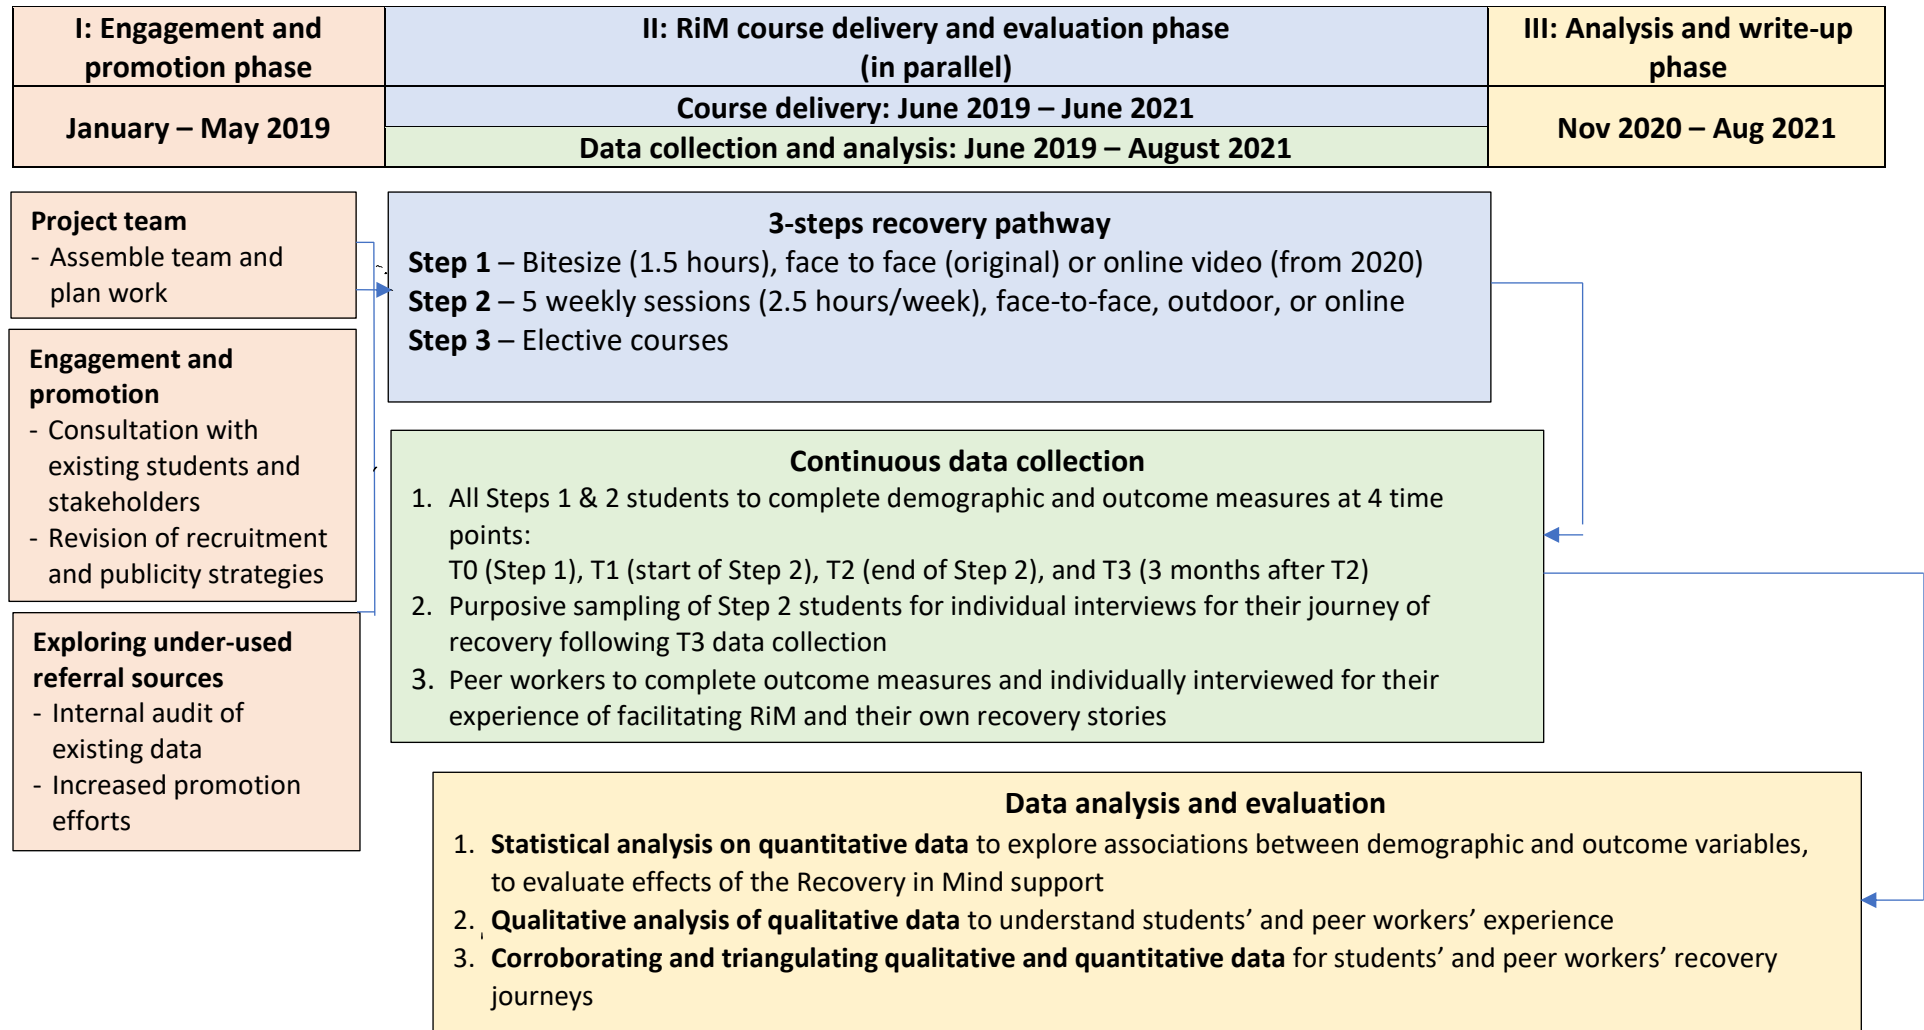 I: Engagement and
promotion phase
II: RiM course delivery and evaluation phase
(in parallel)
III: Analysis and write-up
phase
January – May 2019
Course delivery: June 2019 – June 2021
Data collection and analysis: June 2019 – August 2021
Nov 2020 – Aug 2021
Project team
- Assemble team and
plan work
Engagement and
promotion
- Consultation with
existing students and
stakeholders
- Revision of recruitment
and publicity strategies
Exploring under-used
referral sources
- Internal audit of
existing data
- Increased promotion
efforts
3-steps recovery pathway
Step 1 – Bitesize (1.5 hours), face to face (original) or online video (from 2020)
Step 2 – 5 weekly sessions (2.5 hours/week), face-to-face, outdoor, or online
Step 3 – Elective courses
Continuous data collection
1. All Steps 1 & 2 students to complete demographic and outcome measures at 4 time
points:
T0 (Step 1), T1 (start of Step 2), T2 (end of Step 2), and T3 (3 months after T2)
2. Purposive sampling of Step 2 students for individual interviews for their journey of
recovery following T3 data collection
3. Peer workers to complete outcome measures and individually interviewed for their
experience of facilitating RiM and their own recovery stories
Data analysis and evaluation
1. Statistical analysis on quantitative data to explore associations between demographic and outcome variables,
to evaluate effects of the Recovery in Mind support
2. Qualitative analysis of qualitative data to understand students’ and peer workers’ experience
3. Corroborating and triangulating qualitative and quantitative data for students’ and peer workers’ recovery
journeys